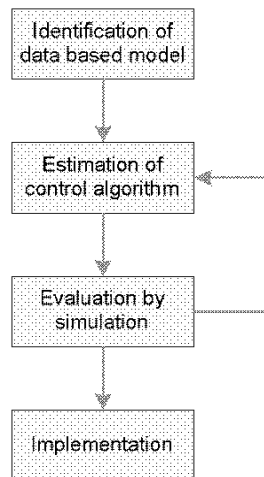 Identification of
data based model
Estimation of
control algorithm
Evaluation by
simulation
Implementation